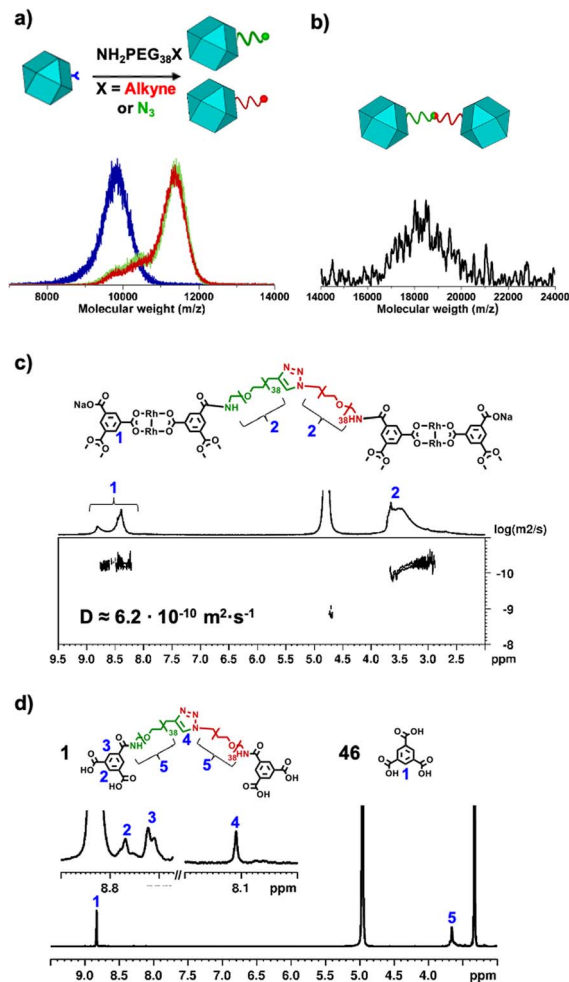 a)
NH₂PEG₃₈X
X = Alkyne
or N₃
8000 10000 12000 14000
Molecular weight (m/z)
b)
14000 16000 18000 20000 22000 24000
Molecular weigth (m/z)
c)
NaO O
O Rh O
O Rh O
O
NH
O
38
N N
N
O
38 HN
O
O Rh O
O Rh O
O ONa
1
2
2
1
2
log(m2/s)
-10
-9
-8
D ≈ 6.2 · 10⁻¹⁰ m²·s⁻¹
9.5 9.0 8.5 8.0 7.5 7.0 6.5 6.0 5.5 5.0 4.5 4.0 3.5 3.0 2.5 ppm
d)
1
3
O
NH
O
38
4
N N
N
O
38 HN
O
HO O
2
O OH
5
5
O OH
O OH
46
O OH
O OH
O OH
1
2
3
4
8.8
8.1 ppm
1
5
9.0 8.5 8.0 7.5 7.0 6.5 6.0 5.5 5.0 4.5 4.0 ppm